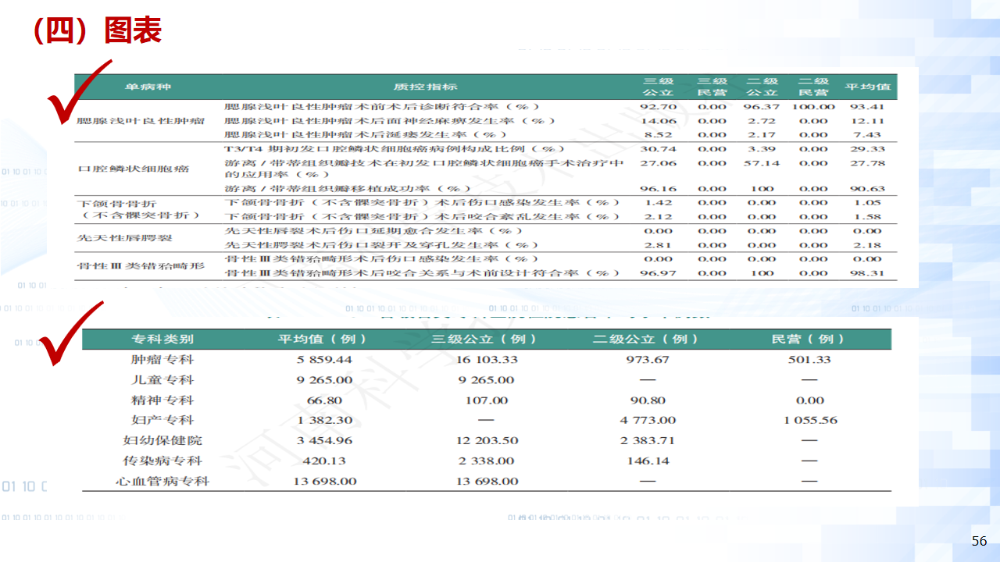 （四）图表
单病种 质控指标 三级公立 三级民营 二级公立 二级民营 平均值
腮腺浅叶良性肿瘤 腮腺浅叶良性肿瘤术前术后诊断符合率（%） 92.70 0.00 96.37 100.00 93.41
腮腺浅叶良性肿瘤术后面神经麻痹发生率（%） 14.06 0.00 2.72 0.00 12.11
腮腺浅叶良性肿瘤术后涎瘘发生率（%） 8.52 0.00 2.17 0.00 7.43
口腔鳞状细胞癌 T3/T4 期初发口腔鳞状细胞癌病例构成比例（%） 30.74 0.00 3.39 0.00 29.33
游离/带蒂组织瓣技术在初发口腔鳞状细胞癌手术治疗中 27.06 0.00 57.14 0.00 27.78
的应用率（%）
游离/带蒂组织瓣移植成功率（%） 96.16 0.00 100 0.00 90.63
下颌骨骨折 下颌骨骨折（不含髁突骨折）术后伤口感染发生率（%） 1.42 0.00 0.00 0.00 1.05
（不含髁突骨折） 下颌骨骨折（不含髁突骨折）术后咬合紊乱发生率（%） 2.12 0.00 0.00 0.00 1.58
先天性唇腭裂 先天性唇裂术后伤口延期愈合发生率（%） 0.00 0.00 0.00 0.00 0.00
先天性腭裂术后伤口裂开及穿孔发生率（%） 2.81 0.00 0.00 0.00 2.18
骨性Ⅲ类错𬌗畸形 骨性Ⅲ类错𬌗畸形术后伤口感染发生率（%） 0.00 0.00 0.00 0.00 0.00
骨性Ⅲ类错𬌗畸形术后咬合关系与术前设计符合率（%） 96.97 0.00 100 0.00 98.31
专科类别 平均值（例） 三级公立（例） 二级公立（例） 民营（例）
肿瘤专科 5 859.44 16 103.33 973.67 501.33
儿童专科 9 265.00 9 265.00 — —
精神专科 66.80 107.00 90.80 0.00
妇产专科 1 382.30 — 4 773.00 1 055.56
妇幼保健院 3 454.96 12 203.50 2 383.71 —
传染病专科 420.13 2 338.00 146.14 —
心血管病专科 13 698.00 13 698.00 — —
河南科学技术出版
56